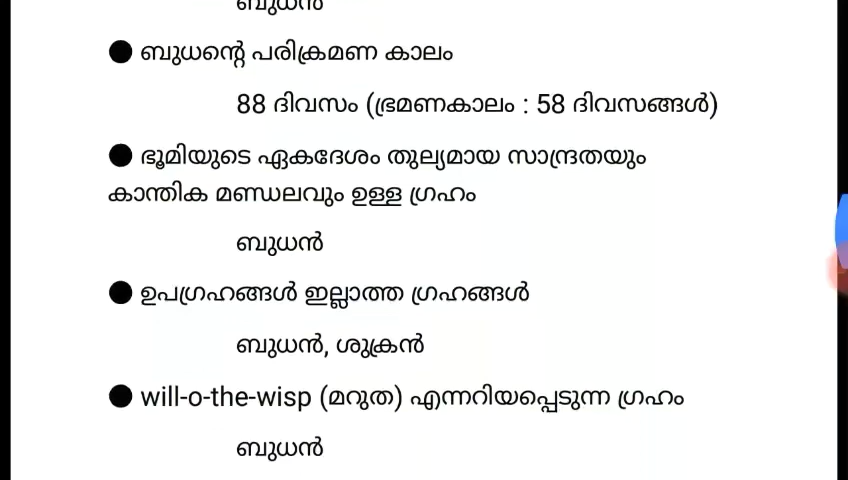 ബുധൻ
● ബുധന്റെ പരിക്രമണ കാലം
88 ദിവസം (ഭ്രമണകാലം : 58 ദിവസങ്ങൾ)
● ഭൂമിയുടെ ഏകദേശം തുല്യമായ സാന്ദ്രതയും
കാന്തിക മണ്ഡലവും ഉള്ള ഗ്രഹം
ബുധൻ
● ഉപഗ്രഹങ്ങൾ ഇല്ലാത്ത ഗ്രഹങ്ങൾ
ബുധൻ, ശുക്രൻ
● will-o-the-wisp (മറുത) എന്നറിയപ്പെടുന്ന ഗ്രഹം
ബുധൻ